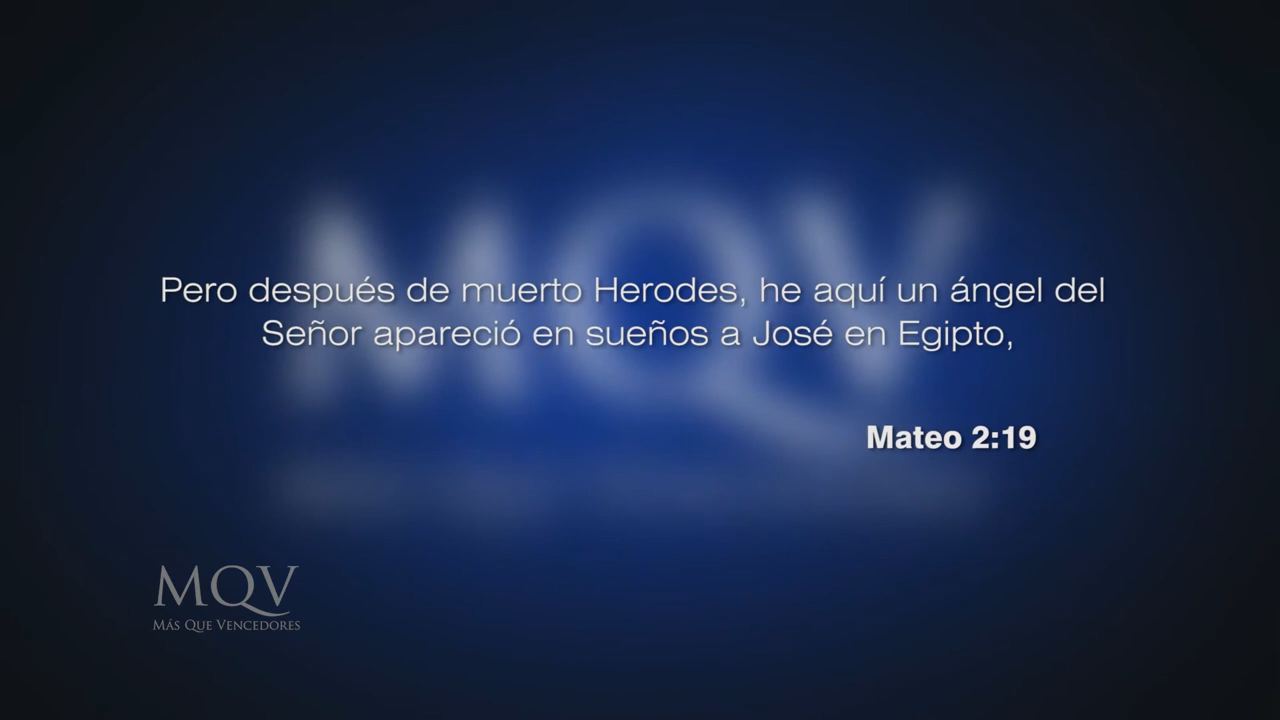 Pero después de muerto Herodes, he aquí un ángel del
Señor apareció en sueños a José en Egipto,
Mateo 2:19
MQV
MÁS QUE VENCEDORES